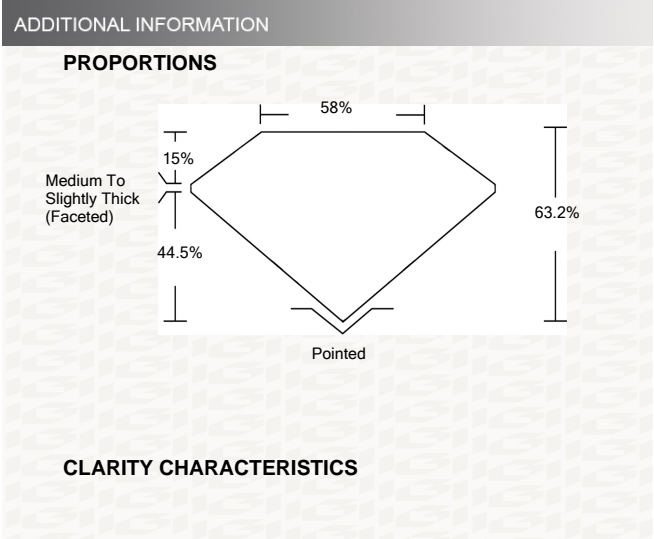 ADDITIONAL INFORMATION
PROPORTIONS
58%
15%
Medium To
Slightly Thick
(Faceted)
63.2%
44.5%
Pointed
CLARITY CHARACTERISTICS